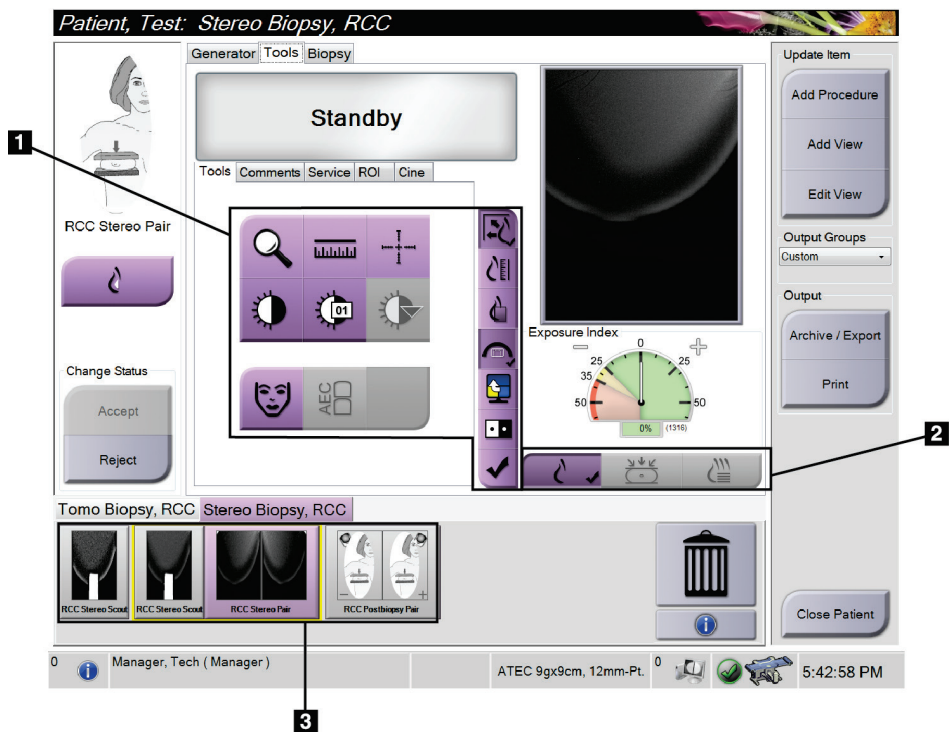 Patient, Test: Stereo Biopsy, RCC
Generator Tools Biopsy
Standby
Tools Comments Service ROI Cine
1
RCC Stereo Pair
01
AEC
Change Status
Accept
Reject
Exposure Index
0
25 25
35
50 50
0% (1316)
2
Update Item
Add Procedure
Add View
Edit View
Output Groups
Custom
Output
Archive / Export
Print
Tomo Biopsy, RCC Stereo Biopsy, RCC
RCC Stereo Scout RCC Stereo Scout RCC Stereo Pair RCC Postbiopsy Pair
Close Patient
0 Manager, Tech ( Manager ) ATEC 9gx9cm, 12mm-Pt. 0 5:42:58 PM
3